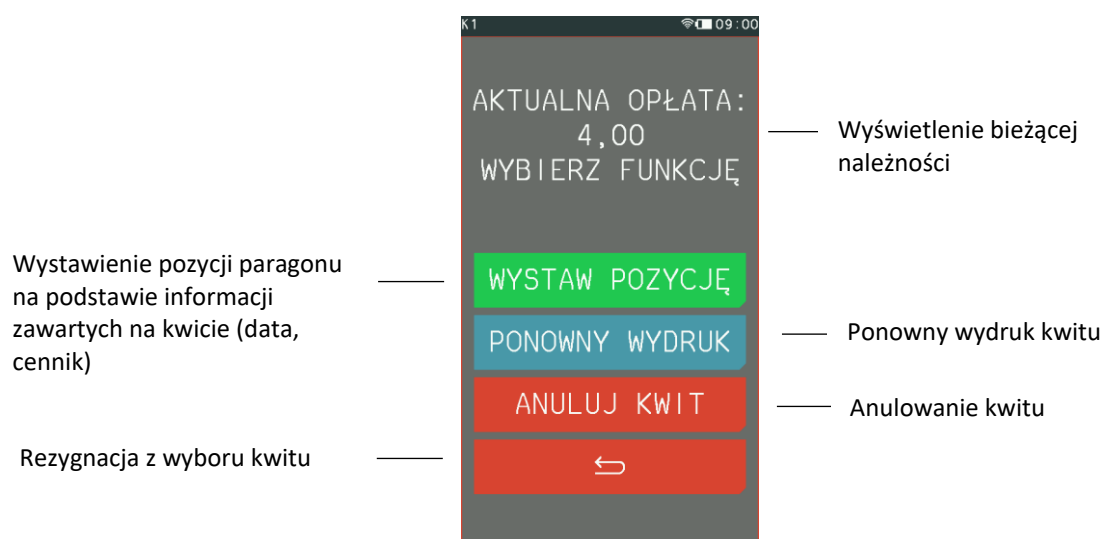 K1 09:00
AKTUALNA OPŁATA:
4,00
WYBIERZ FUNKCJĘ
Wyświetlenie bieżącej
należności
Wystawienie pozycji paragonu
na podstawie informacji
zawartych na kwicie (data,
cennik)
WYSTAW POZYCJĘ
PONOWNY WYDRUK
Ponowny wydruk kwitu
ANULUJ KWIT
Anulowanie kwitu
Rezygnacja z wyboru kwitu